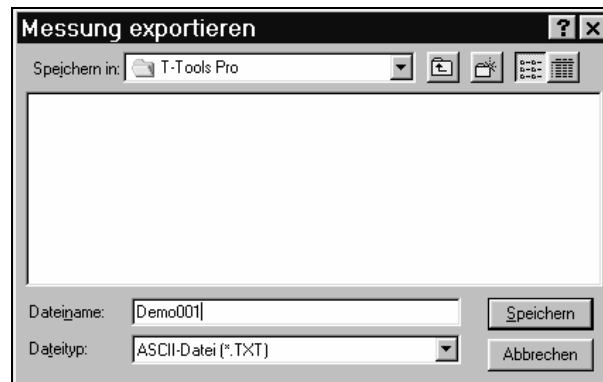 Messung exportieren
Speichern in: T-Tools Pro
Dateiname: Demo001
Speichern
Dateityp: ASCII-Datei (*.TXT)
Abbrechen